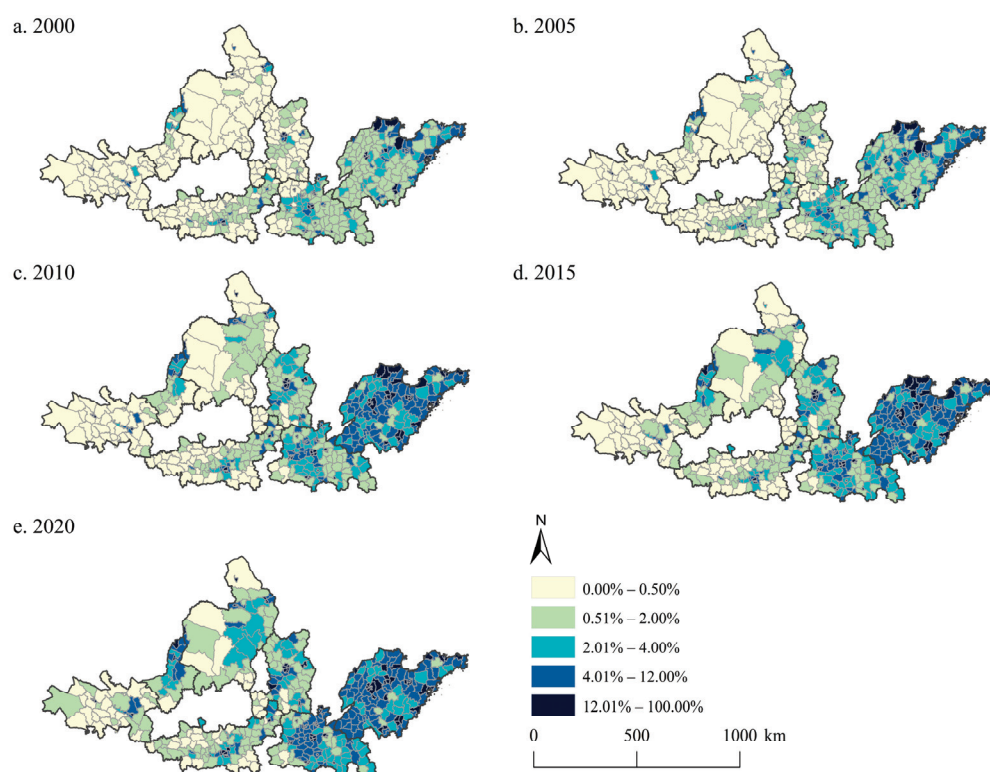 a. 2000
b. 2005
c. 2010
d. 2015
e. 2020
N
0.00% – 0.50%
0.51% – 2.00%
2.01% – 4.00%
4.01% – 12.00%
12.01% – 100.00%
0 500 1000 km